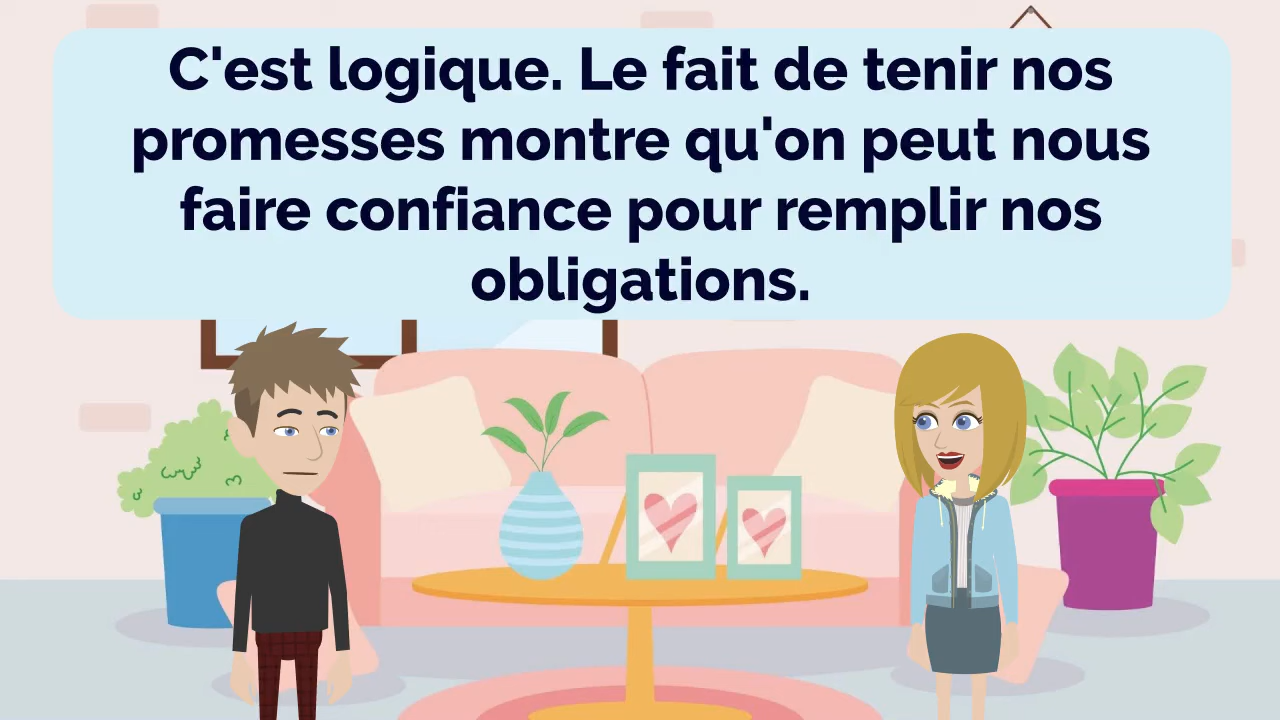 C'est logique. Le fait de tenir nos
promesses montre qu'on peut nous
faire confiance pour remplir nos
obligations.